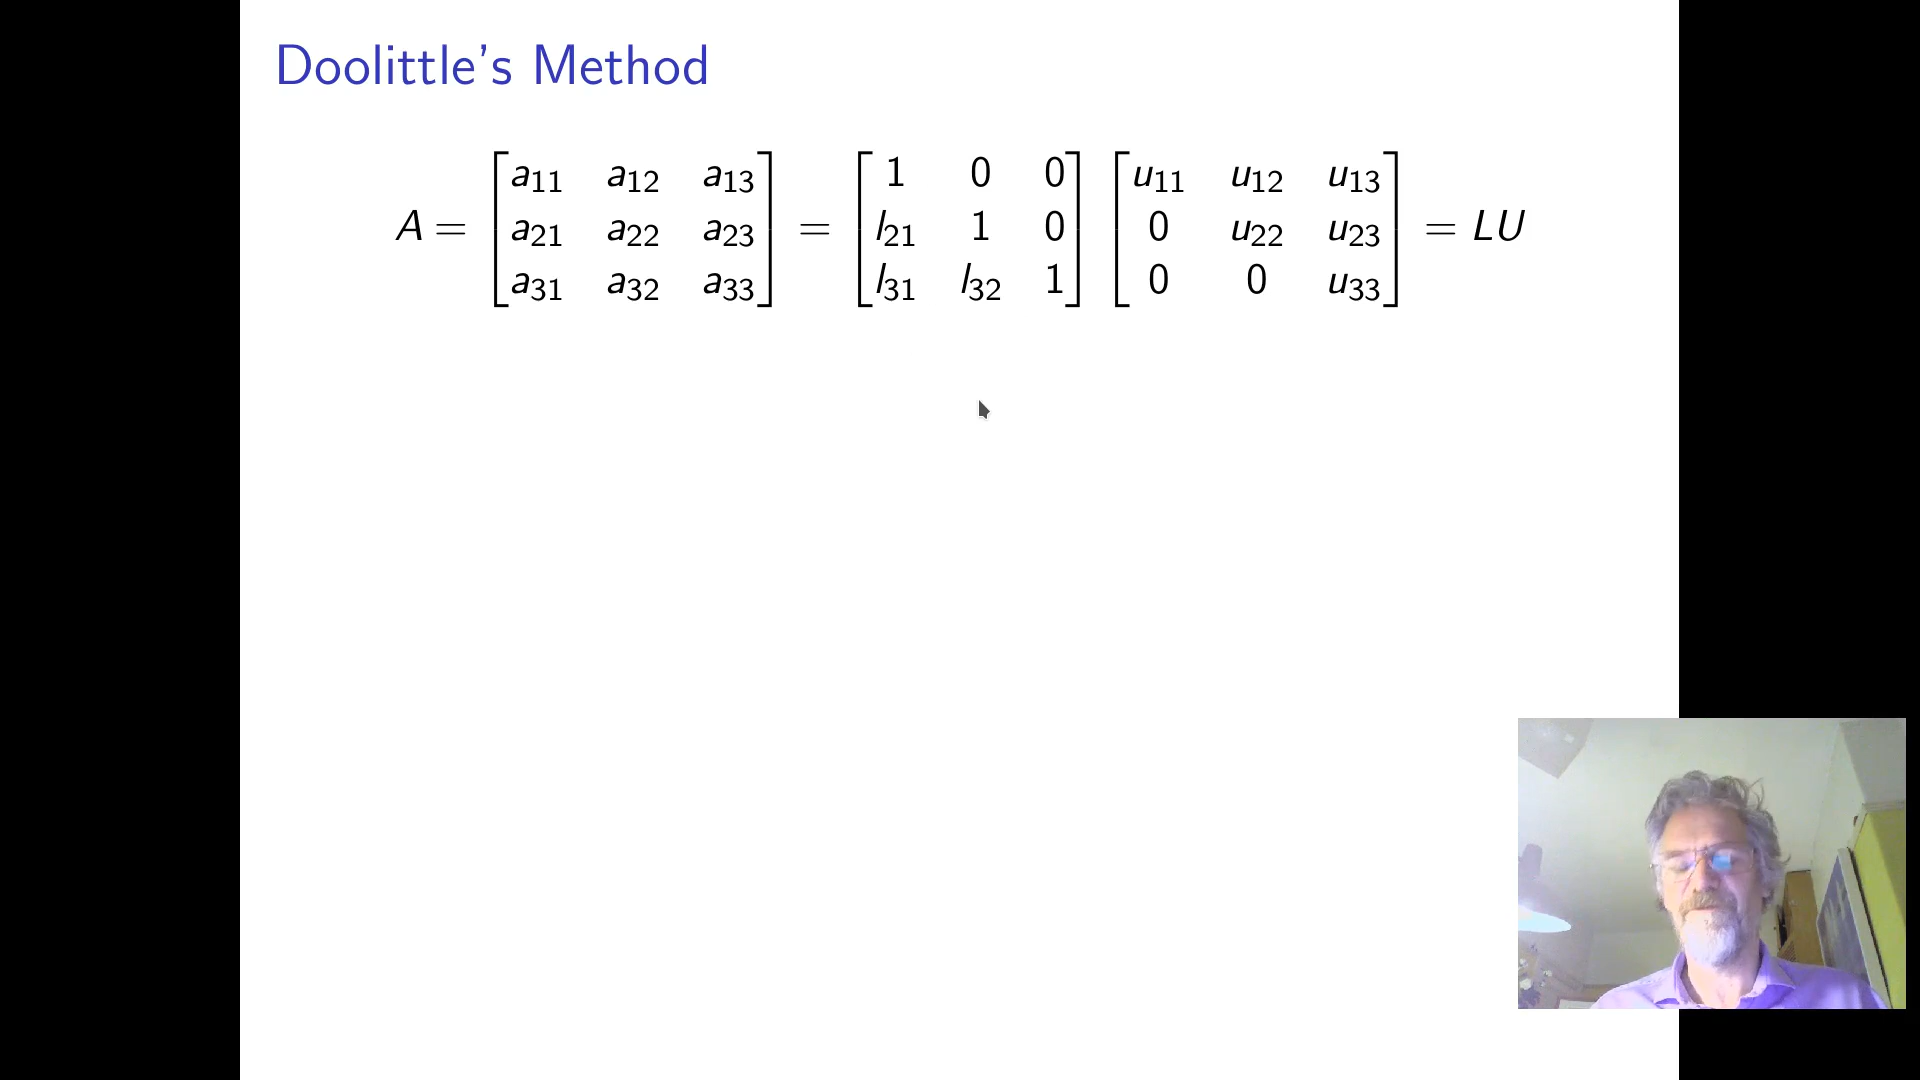 Doolittle's Method
A = [a11 a12 a13; a21 a22 a23; a31 a32 a33] = [1 0 0; l21 1 0; l31 l32 1] [u11 u12 u13; 0 u22 u23; 0 0 u33] = LU